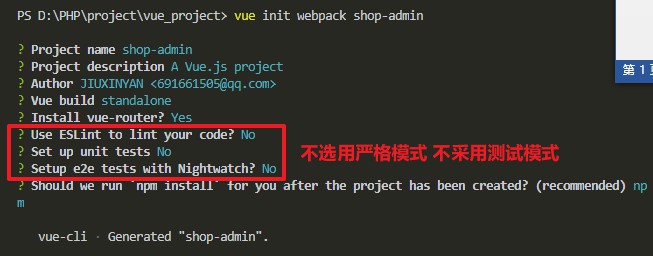 PS D:\PHP\project\vue_project> vue init webpack shop-admin
第 1 页
? Project name shop-admin
? Project description A Vue.js project
? Author JIUXINYAN <691661505@qq.com>
? Vue build standalone
? Install vue-router? Yes
? Use ESLint to lint your code? No
? Set up unit tests No
不选用严格模式 不采用测试模式
? Setup e2e tests with Nightwatch? No
? Should we run `npm install` for you after the project has been created? (recommended) np
m
vue-cli · Generated "shop-admin".